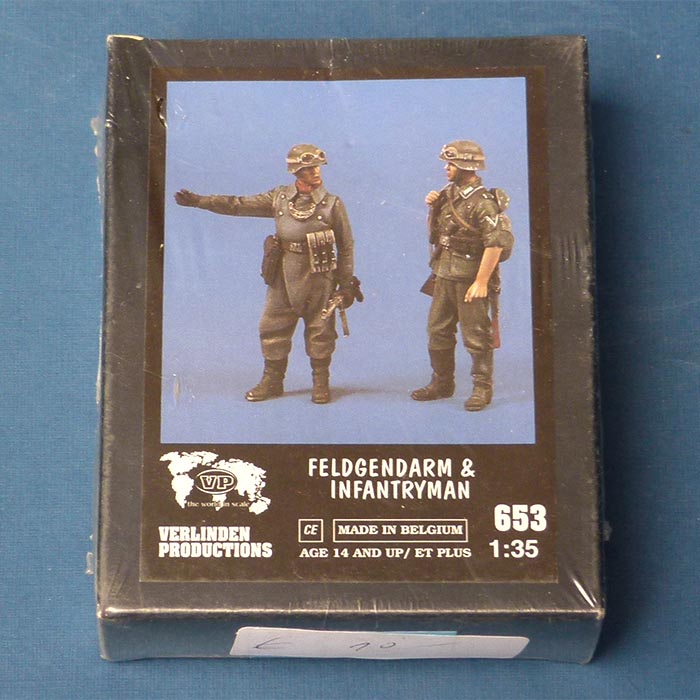 FELDGENDARM &
INFANTRYMAN
VP
the world in scale
VERLINDEN
PRODUCTIONS
CE
MADE IN BELGIUM
AGE 14 AND UP/ ET PLUS
653
1:35
€ 10 -